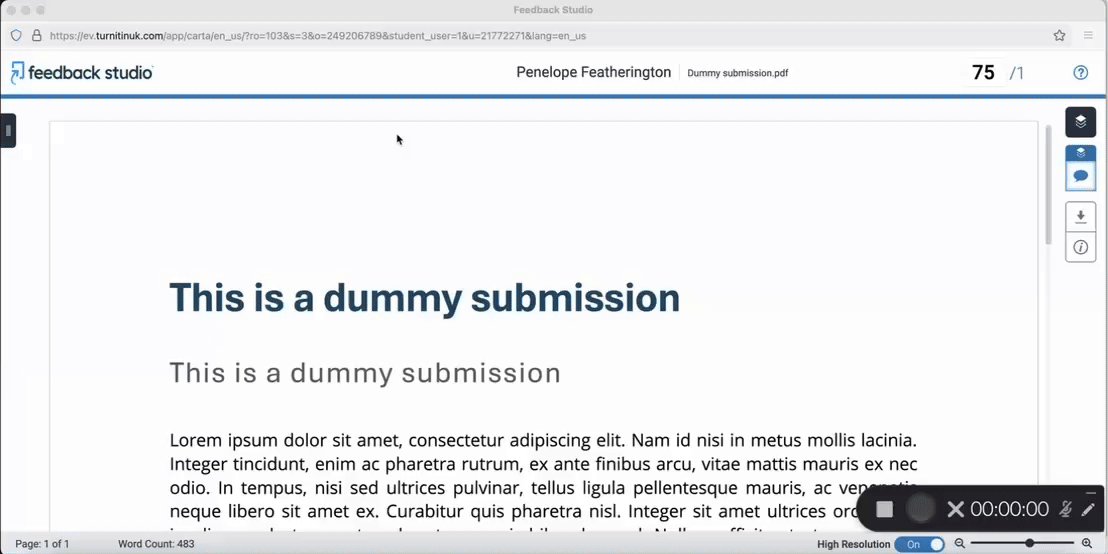 Feedback Studio
https://ev.turnitinuk.com/app/carta/en_us/?ro=103&s=3&o=249206789&student_user=1&u=21772271&lang=en_us
feedback studio
Penelope Featherington
Dummy submission.pdf
75 /1
This is a dummy submission
This is a dummy submission
Lorem ipsum dolor sit amet, consectetur adipiscing elit. Nam id nisi in metus mollis lacinia.
Integer tincidunt, enim ac pharetra rutrum, ex ante finibus arcu, vitae mattis mauris ex nec
odio. In tempus, nisi sed ultrices pulvinar, tellus ligula pellentesque mauris, ac venenatis
neque libero sit amet ex. Curabitur quis pharetra nisl. Integer sit amet ultrices
00:00:00
Page: 1 of 1
Word Count: 483
High Resolution On